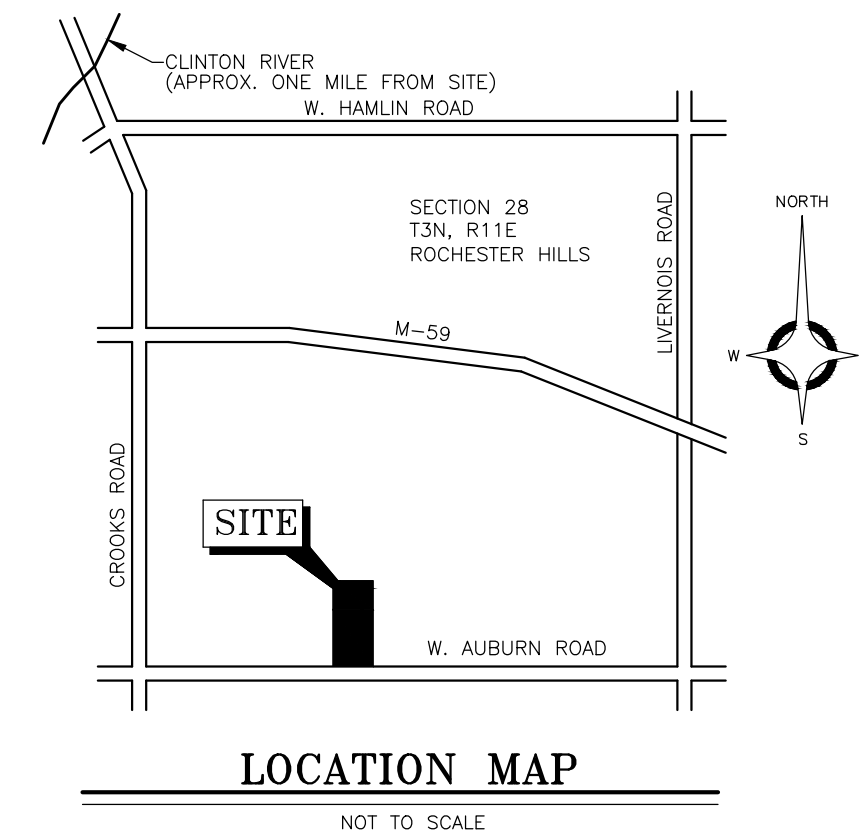 CLINTON RIVER
(APPROX. ONE MILE FROM SITE)
W. HAMLIN ROAD
SECTION 28
T3N, R11E
ROCHESTER HILLS
LIVERNOIS ROAD
NORTH
W
S
M-59
CROOKS ROAD
SITE
W. AUBURN ROAD
LOCATION MAP
NOT TO SCALE